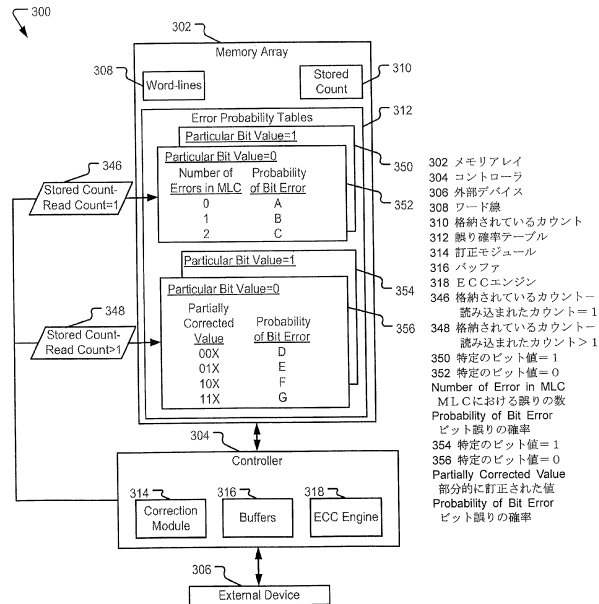 300
302
Memory Array
308
Word-lines
Stored
Count
310
312
Error Probability Tables
Particular Bit Value=1
350
Particular Bit Value=0
352
Number of
Errors in MLC
Probability
of Bit Error
0 A
1 B
2 C
346
Stored Count-
Read Count=1
Particular Bit Value=1
354
Particular Bit Value=0
356
Partially
Corrected
Value
Probability
of Bit Error
00X D
01X E
10X F
11X G
348
Stored Count-
Read Count>1
304
Controller
314
Correction
Module
316
Buffers
318
ECC Engine
306
External Device
302 メモリアレイ
304 コントローラ
306 外部デバイス
308 ワード線
310 格納されているカウント
312 誤り確率テーブル
314 訂正モジュール
316 バッファ
318 ECCエンジン
346 格納されているカウント−
読み込まれたカウント=1
348 格納されているカウント−
読み込まれたカウント>1
350 特定のビット値=1
352 特定のビット値=0
Number of Error in MLC
MLCにおける誤りの数
Probability of Bit Error
ビット誤りの確率
354 特定のビット値=1
356 特定のビット値=0
Partially Corrected Value
部分的に訂正された値
Probability of Bit Error
ビット誤りの確率